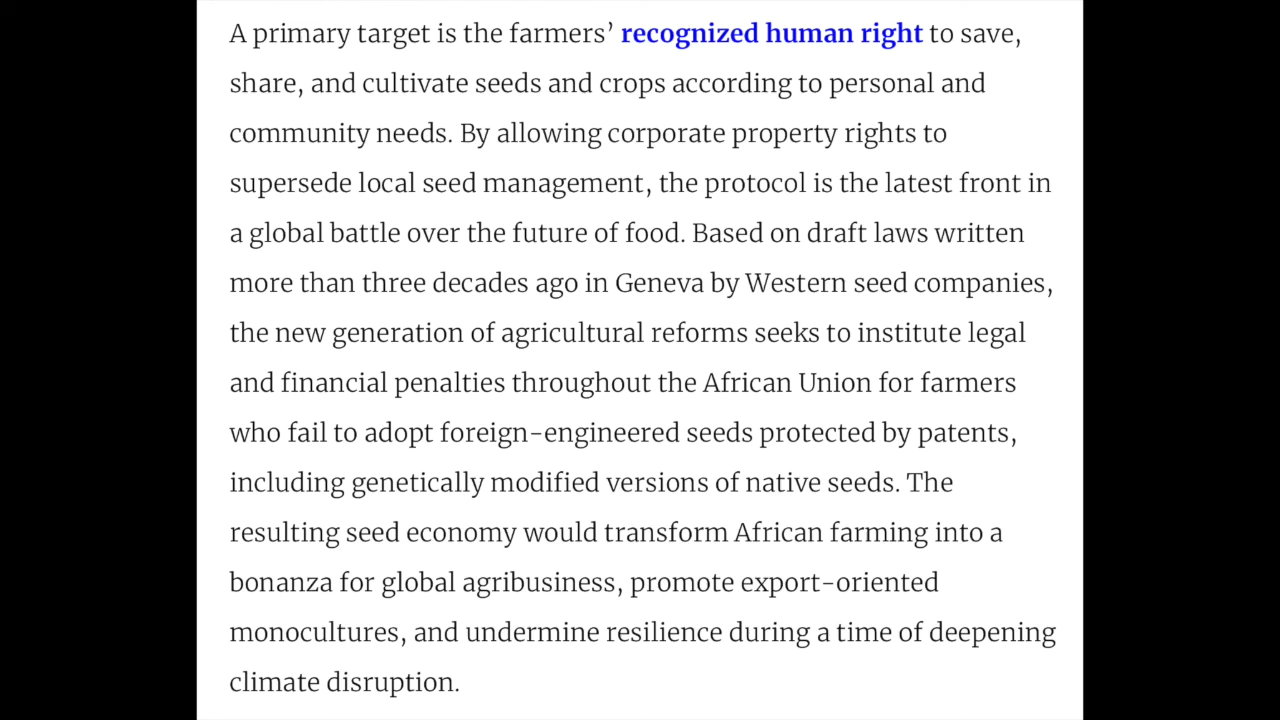 A primary target is the farmers’ recognized human right to save,
share, and cultivate seeds and crops according to personal and
community needs. By allowing corporate property rights to
supersede local seed management, the protocol is the latest front in
a global battle over the future of food. Based on draft laws written
more than three decades ago in Geneva by Western seed companies,
the new generation of agricultural reforms seeks to institute legal
and financial penalties throughout the African Union for farmers
who fail to adopt foreign-engineered seeds protected by patents,
including genetically modified versions of native seeds. The
resulting seed economy would transform African farming into a
bonanza for global agribusiness, promote export-oriented
monocultures, and undermine resilience during a time of deepening
climate disruption.